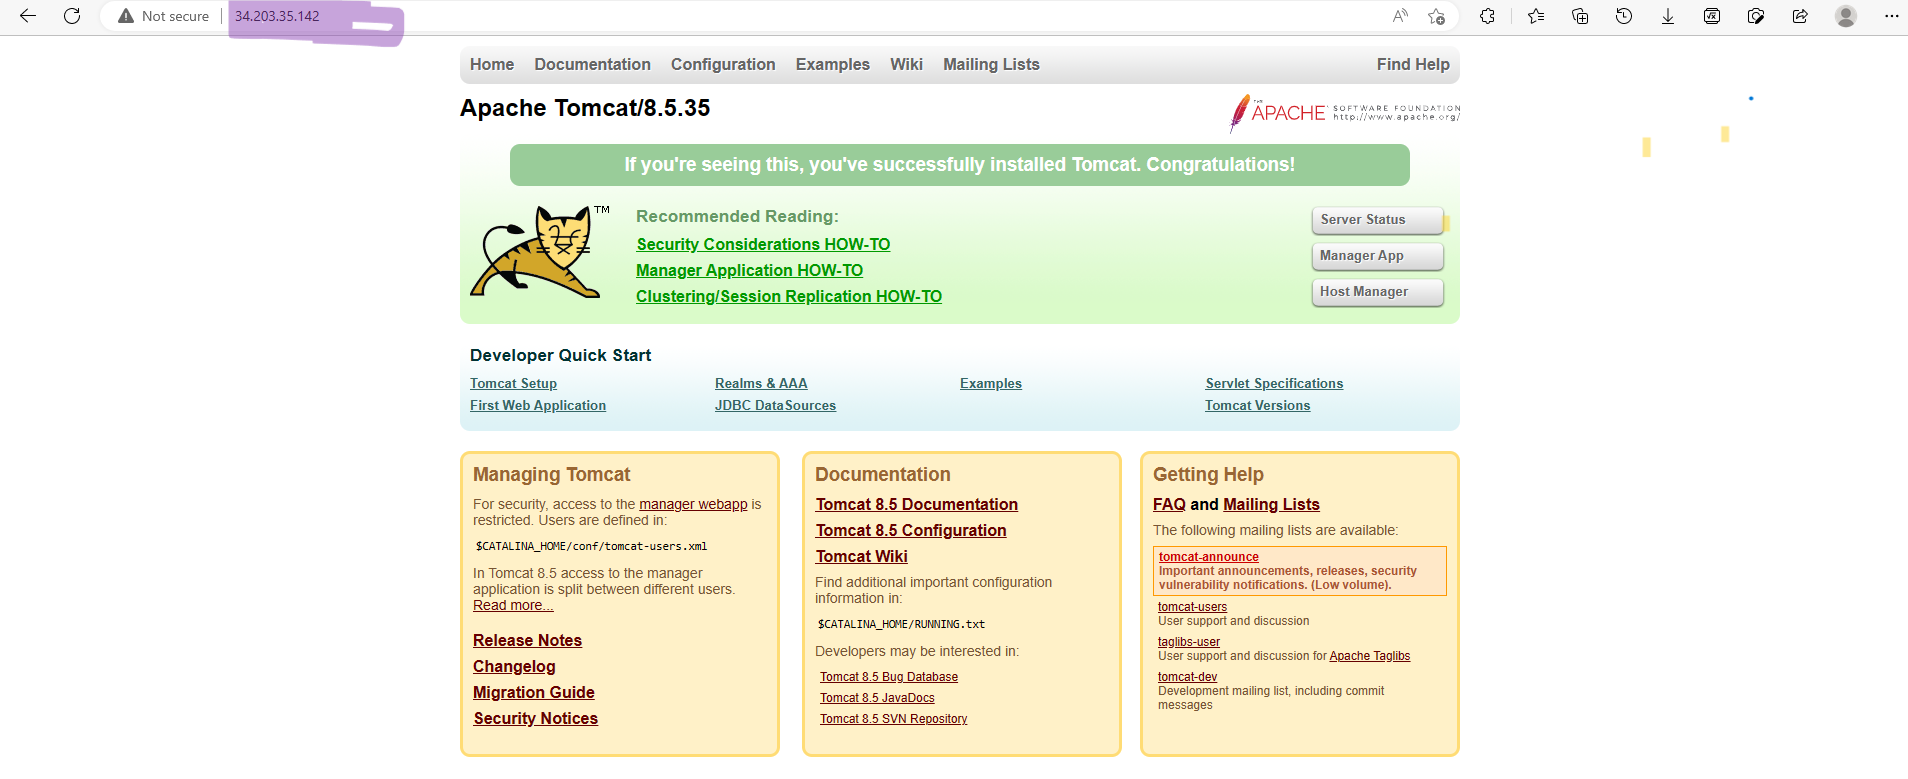 Not secure
34.203.35.142
Home Documentation Configuration Examples Wiki Mailing Lists Find Help
Apache Tomcat/8.5.35
THE APACHE SOFTWARE FOUNDATION
http://www.apache.org/
If you're seeing this, you've successfully installed Tomcat. Congratulations!
TM
Recommended Reading:
Security Considerations HOW-TO
Manager Application HOW-TO
Clustering/Session Replication HOW-TO
Server Status
Manager App
Host Manager
Developer Quick Start
Tomcat Setup
First Web Application
Realms & AAA
JDBC DataSources
Examples
Servlet Specifications
Tomcat Versions
Managing Tomcat
For security, access to the manager webapp is
restricted. Users are defined in:
$CATALINA_HOME/conf/tomcat-users.xml
In Tomcat 8.5 access to the manager
application is split between different users.
Read more...
Release Notes
Changelog
Migration Guide
Security Notices
Documentation
Tomcat 8.5 Documentation
Tomcat 8.5 Configuration
Tomcat Wiki
Find additional important configuration
information in:
$CATALINA_HOME/RUNNING.txt
Developers may be interested in:
Tomcat 8.5 Bug Database
Tomcat 8.5 JavaDocs
Tomcat 8.5 SVN Repository
Getting Help
FAQ and Mailing Lists
The following mailing lists are available:
tomcat-announce
Important announcements, releases, security
vulnerability notifications. (Low volume).
tomcat-users
User support and discussion
taglibs-user
User support and discussion for Apache Taglibs
tomcat-dev
Development mailing list, including commit
messages